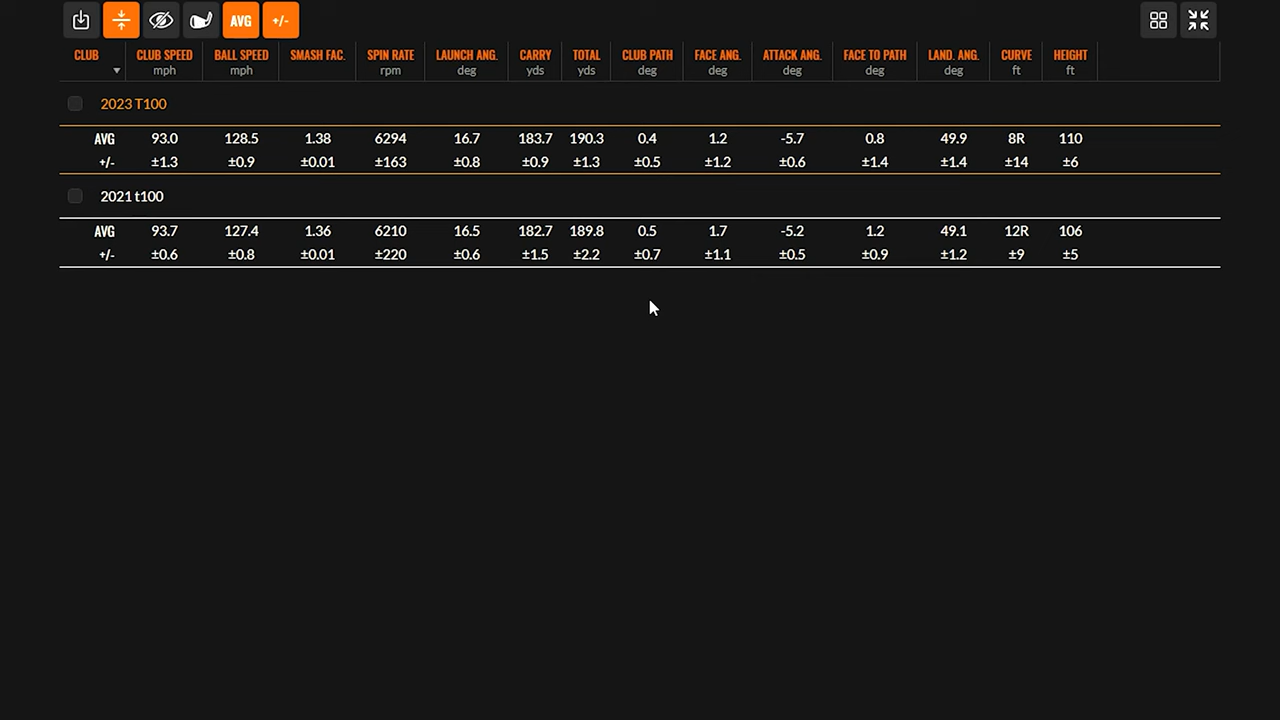 AVG +/-
CLUB CLUB SPEED BALL SPEED SMASH FAC. SPIN RATE LAUNCH ANG. CARRY TOTAL CLUB PATH FACE ANG. ATTACK ANG. FACE TO PATH LAND. ANG. CURVE HEIGHT
mph mph rpm deg yds yds deg deg deg deg deg ft ft
2023 T100
AVG 93.0 128.5 1.38 6294 16.7 183.7 190.3 0.4 1.2 -5.7 0.8 49.9 8R 110
+/- ±1.3 ±0.9 ±0.01 ±163 ±0.8 ±0.9 ±1.3 ±0.5 ±1.2 ±0.6 ±1.4 ±1.4 ±14 ±6
2021 t100
AVG 93.7 127.4 1.36 6210 16.5 182.7 189.8 0.5 1.7 -5.2 1.2 49.1 12R 106
+/- ±0.6 ±0.8 ±0.01 ±220 ±0.6 ±1.5 ±2.2 ±0.7 ±1.1 ±0.5 ±0.9 ±1.2 ±9 ±5